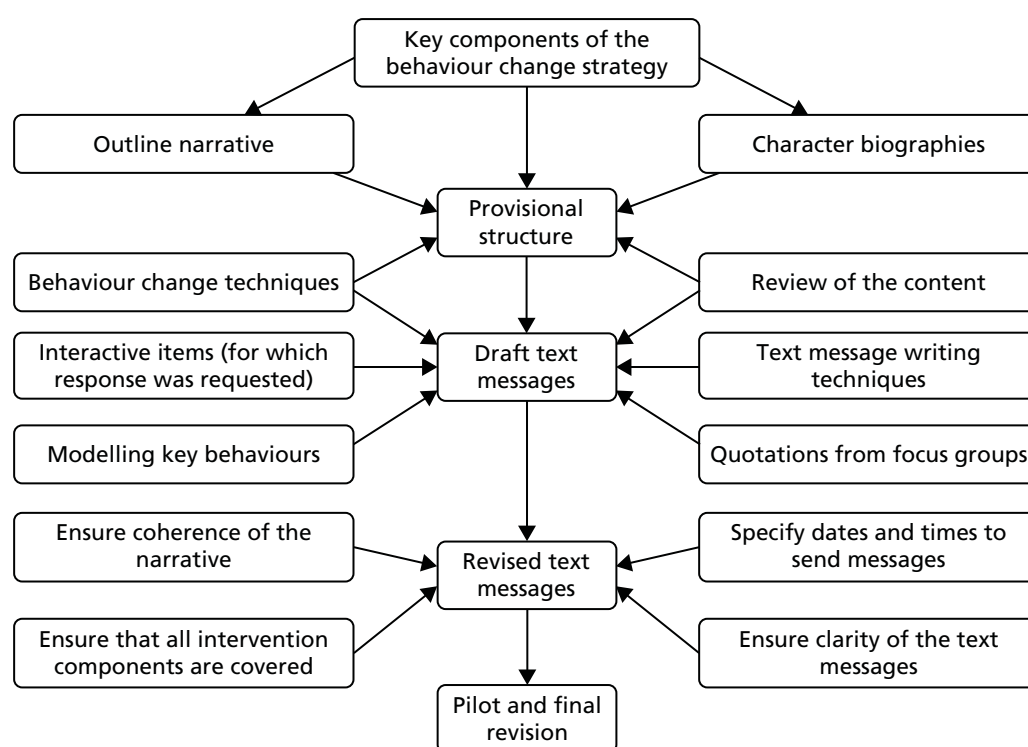 Key components of the
behaviour change strategy
Outline narrative
Character biographies
Provisional
structure
Behaviour change techniques
Review of the content
Interactive items (for which
response was requested)
Draft text
messages
Text message writing
techniques
Modelling key behaviours
Quotations from focus groups
Ensure coherence of the
narrative
Revised text
messages
Specify dates and times to
send messages
Ensure that all intervention
components are covered
Ensure clarity of the text
messages
Pilot and final
revision